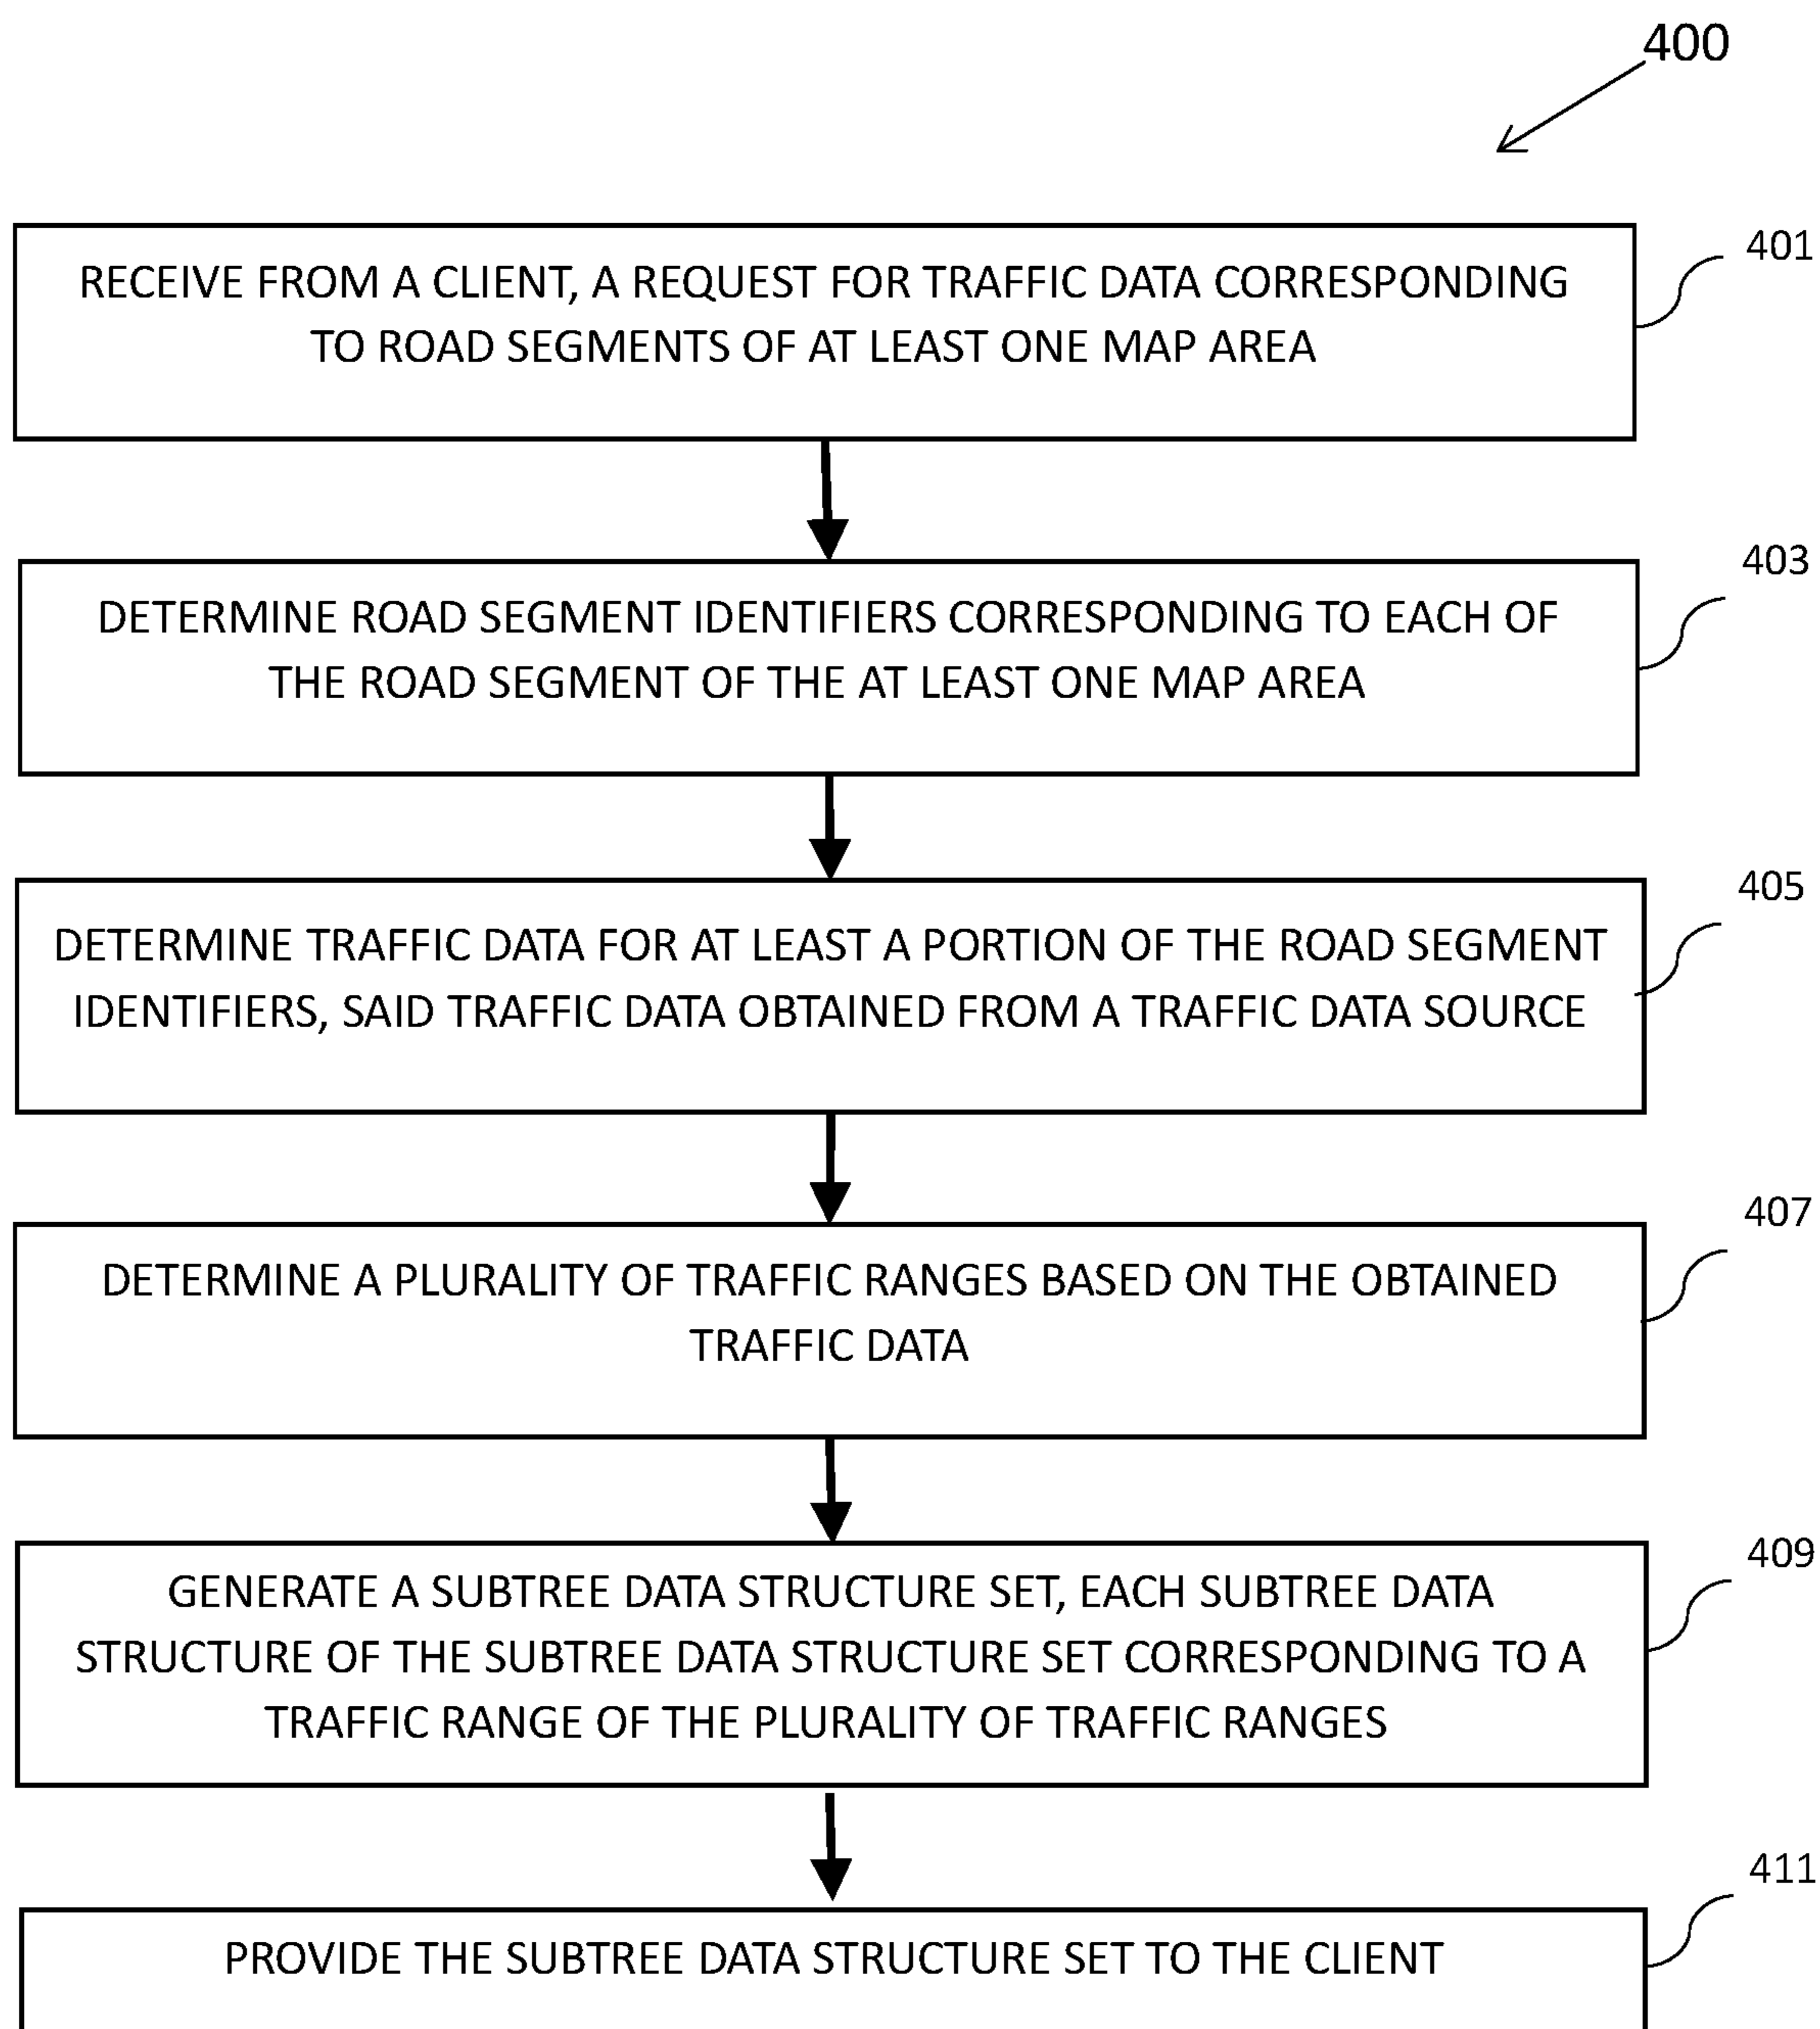 400
401
RECEIVE FROM A CLIENT, A REQUEST FOR TRAFFIC DATA CORRESPONDING
TO ROAD SEGMENTS OF AT LEAST ONE MAP AREA
403
DETERMINE ROAD SEGMENT IDENTIFIERS CORRESPONDING TO EACH OF
THE ROAD SEGMENT OF THE AT LEAST ONE MAP AREA
405
DETERMINE TRAFFIC DATA FOR AT LEAST A PORTION OF THE ROAD SEGMENT
IDENTIFIERS, SAID TRAFFIC DATA OBTAINED FROM A TRAFFIC DATA SOURCE
407
DETERMINE A PLURALITY OF TRAFFIC RANGES BASED ON THE OBTAINED
TRAFFIC DATA
409
GENERATE A SUBTREE DATA STRUCTURE SET, EACH SUBTREE DATA
STRUCTURE OF THE SUBTREE DATA STRUCTURE SET CORRESPONDING TO A
TRAFFIC RANGE OF THE PLURALITY OF TRAFFIC RANGES
411
PROVIDE THE SUBTREE DATA STRUCTURE SET TO THE CLIENT